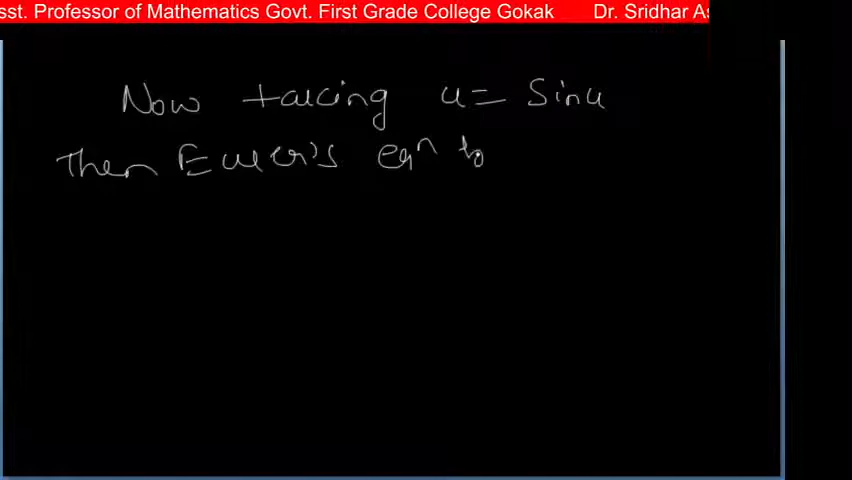 sst. Professor of Mathematics Govt. First Grade College Gokak Dr. Sridhar As
Now taking u = Sinu
Then Euler's eqn to